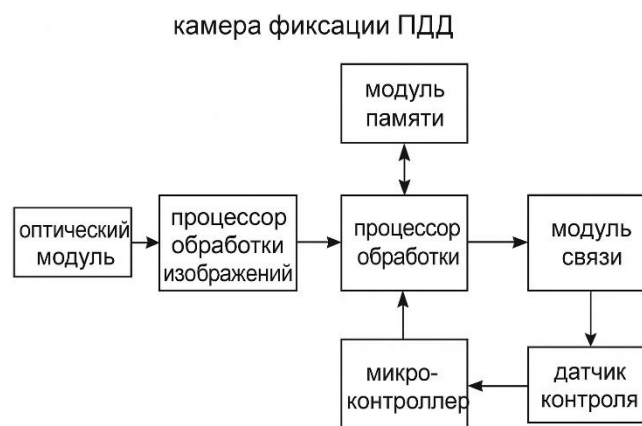 камера фиксации ПДД
модуль
памяти
оптический
модуль
процессор
обработки
изображений
процессор
обработки
модуль
связи
микро-
контроллер
датчик
контроля